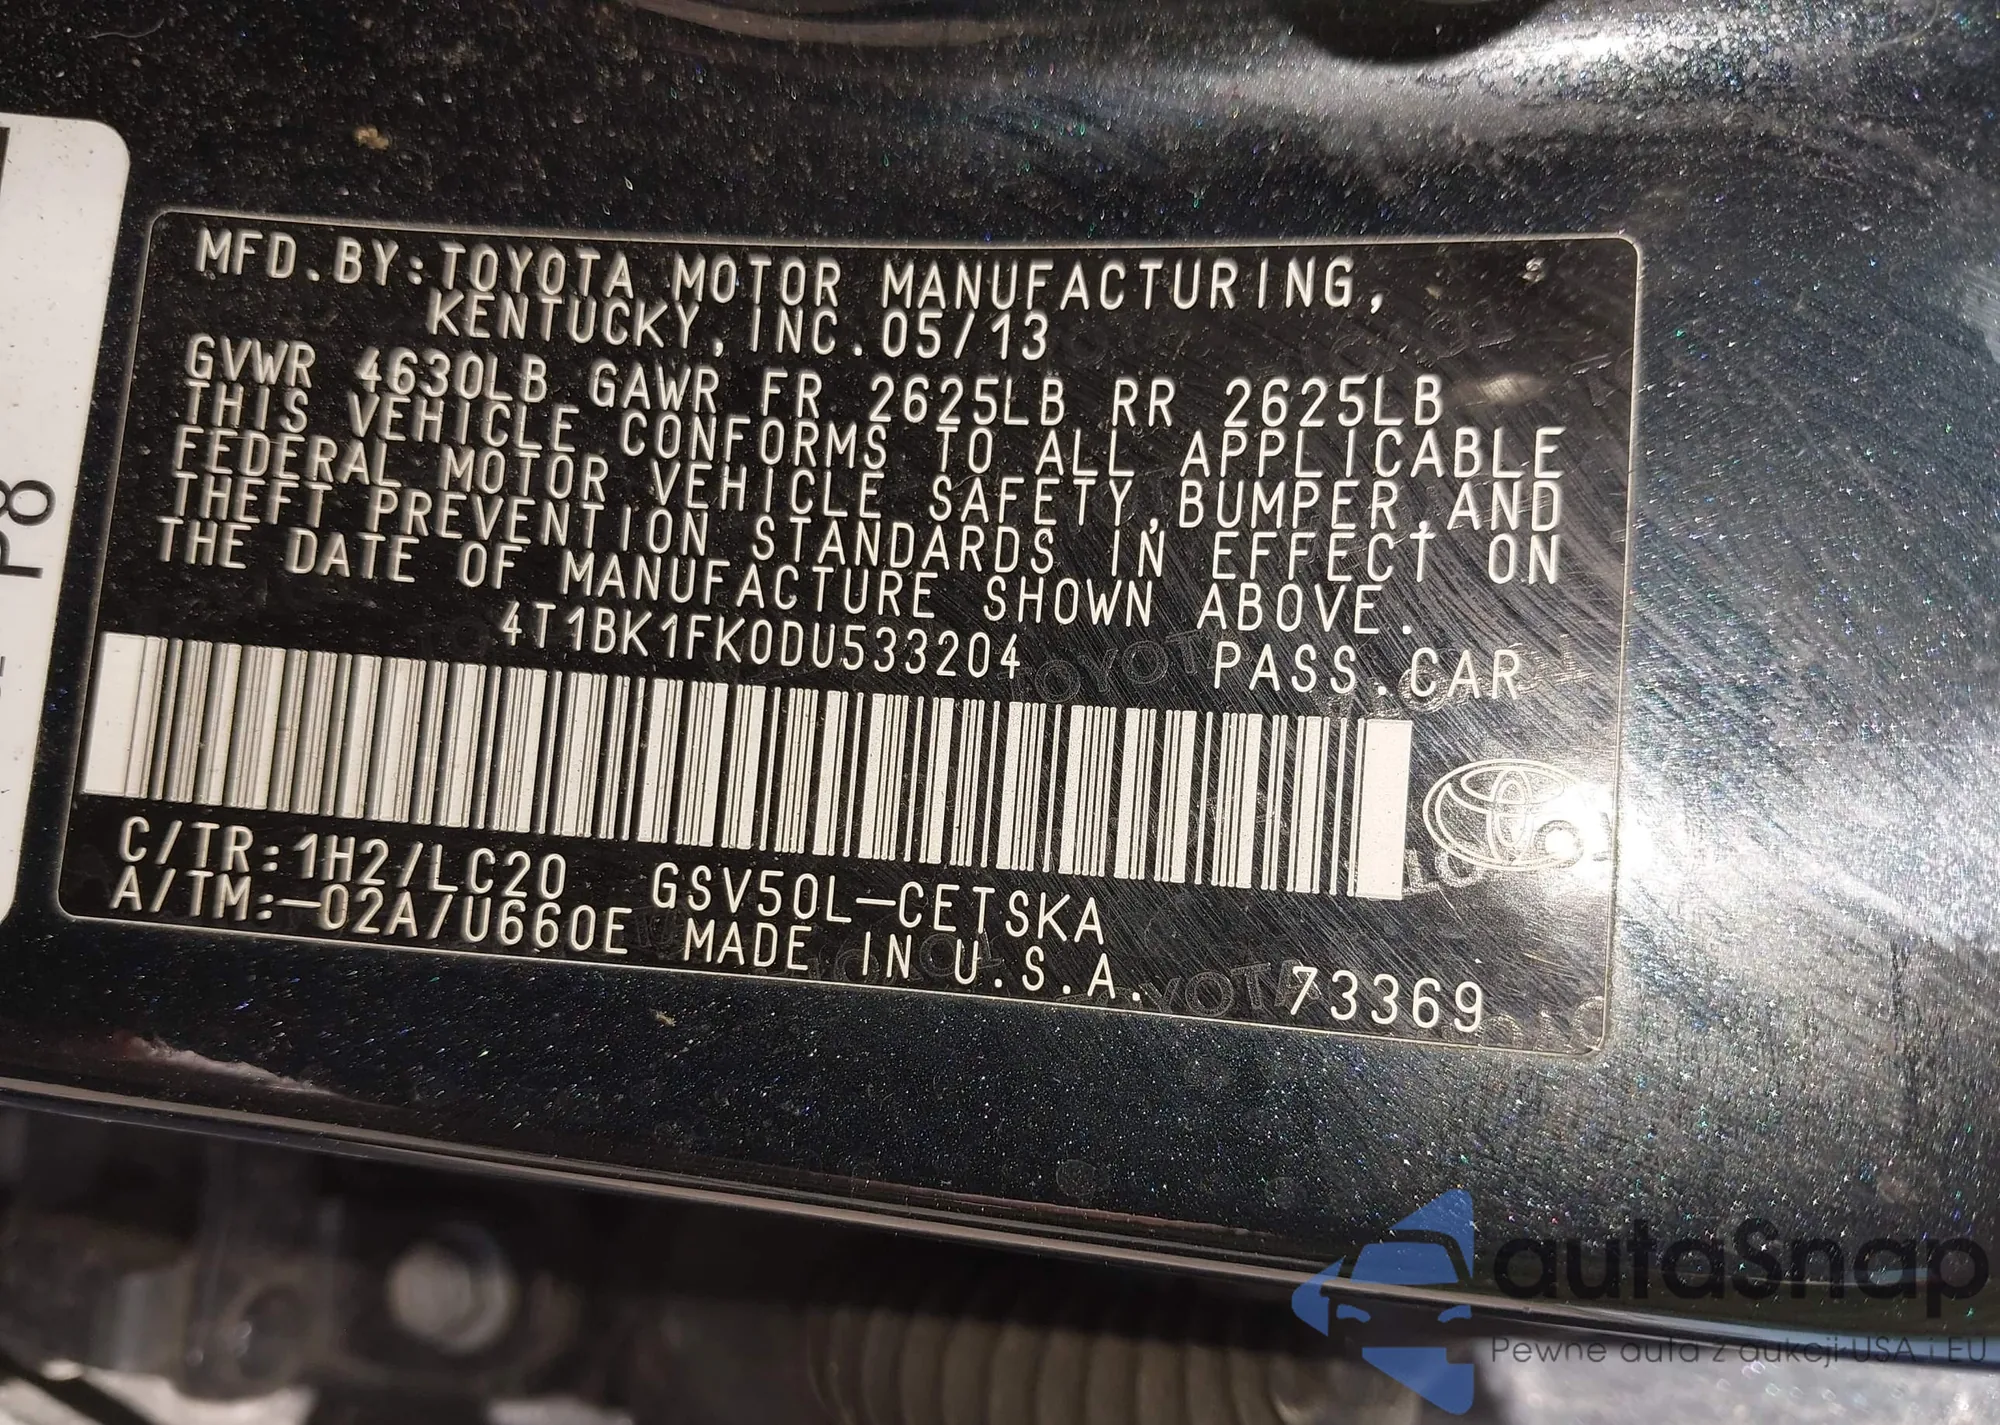 MFD.BY:TOYOTA MOTOR MANUFACTURING,
KENTUCKY, INC. 05/13
GVWR 4630LB GAWR FR 2625LB RR 2625LB
THIS VEHICLE CONFORMS TO ALL APPLICABLE
FEDERAL MOTOR VEHICLE SAFETY,BUMPER,AND
THEFT PREVENTION STANDARDS IN EFFECT ON
THE DATE OF MANUFACTURE SHOWN ABOVE.
4T1BK1FK0DU533204 PASS.CAR
C/TR:1H2/LC20 GSV50L-CETSKA
A/TM:-02A/U660E MADE IN U.S.A. 73369
P8
autaSnap
Pewne auta z aukcji USA i EU